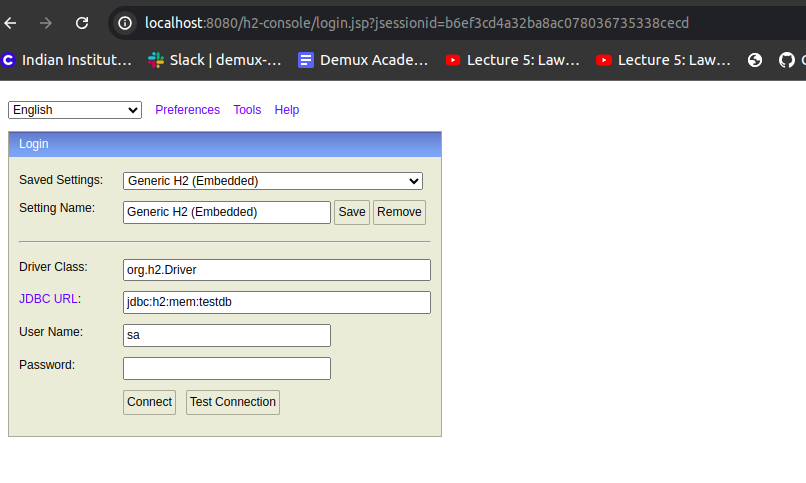 localhost:8080/h2-console/login.jsp?jsessionid=b6ef3cd4a32ba8ac078036735338cecd
Indian Institut... Slack | demux-... Demux Acade... Lecture 5: Law... Lecture 5: Law...
English Preferences Tools Help
Login
Saved Settings: Generic H2 (Embedded)
Setting Name: Generic H2 (Embedded) Save Remove
Driver Class: org.h2.Driver
JDBC URL: jdbc:h2:mem:testdb
User Name: sa
Password:
Connect Test Connection